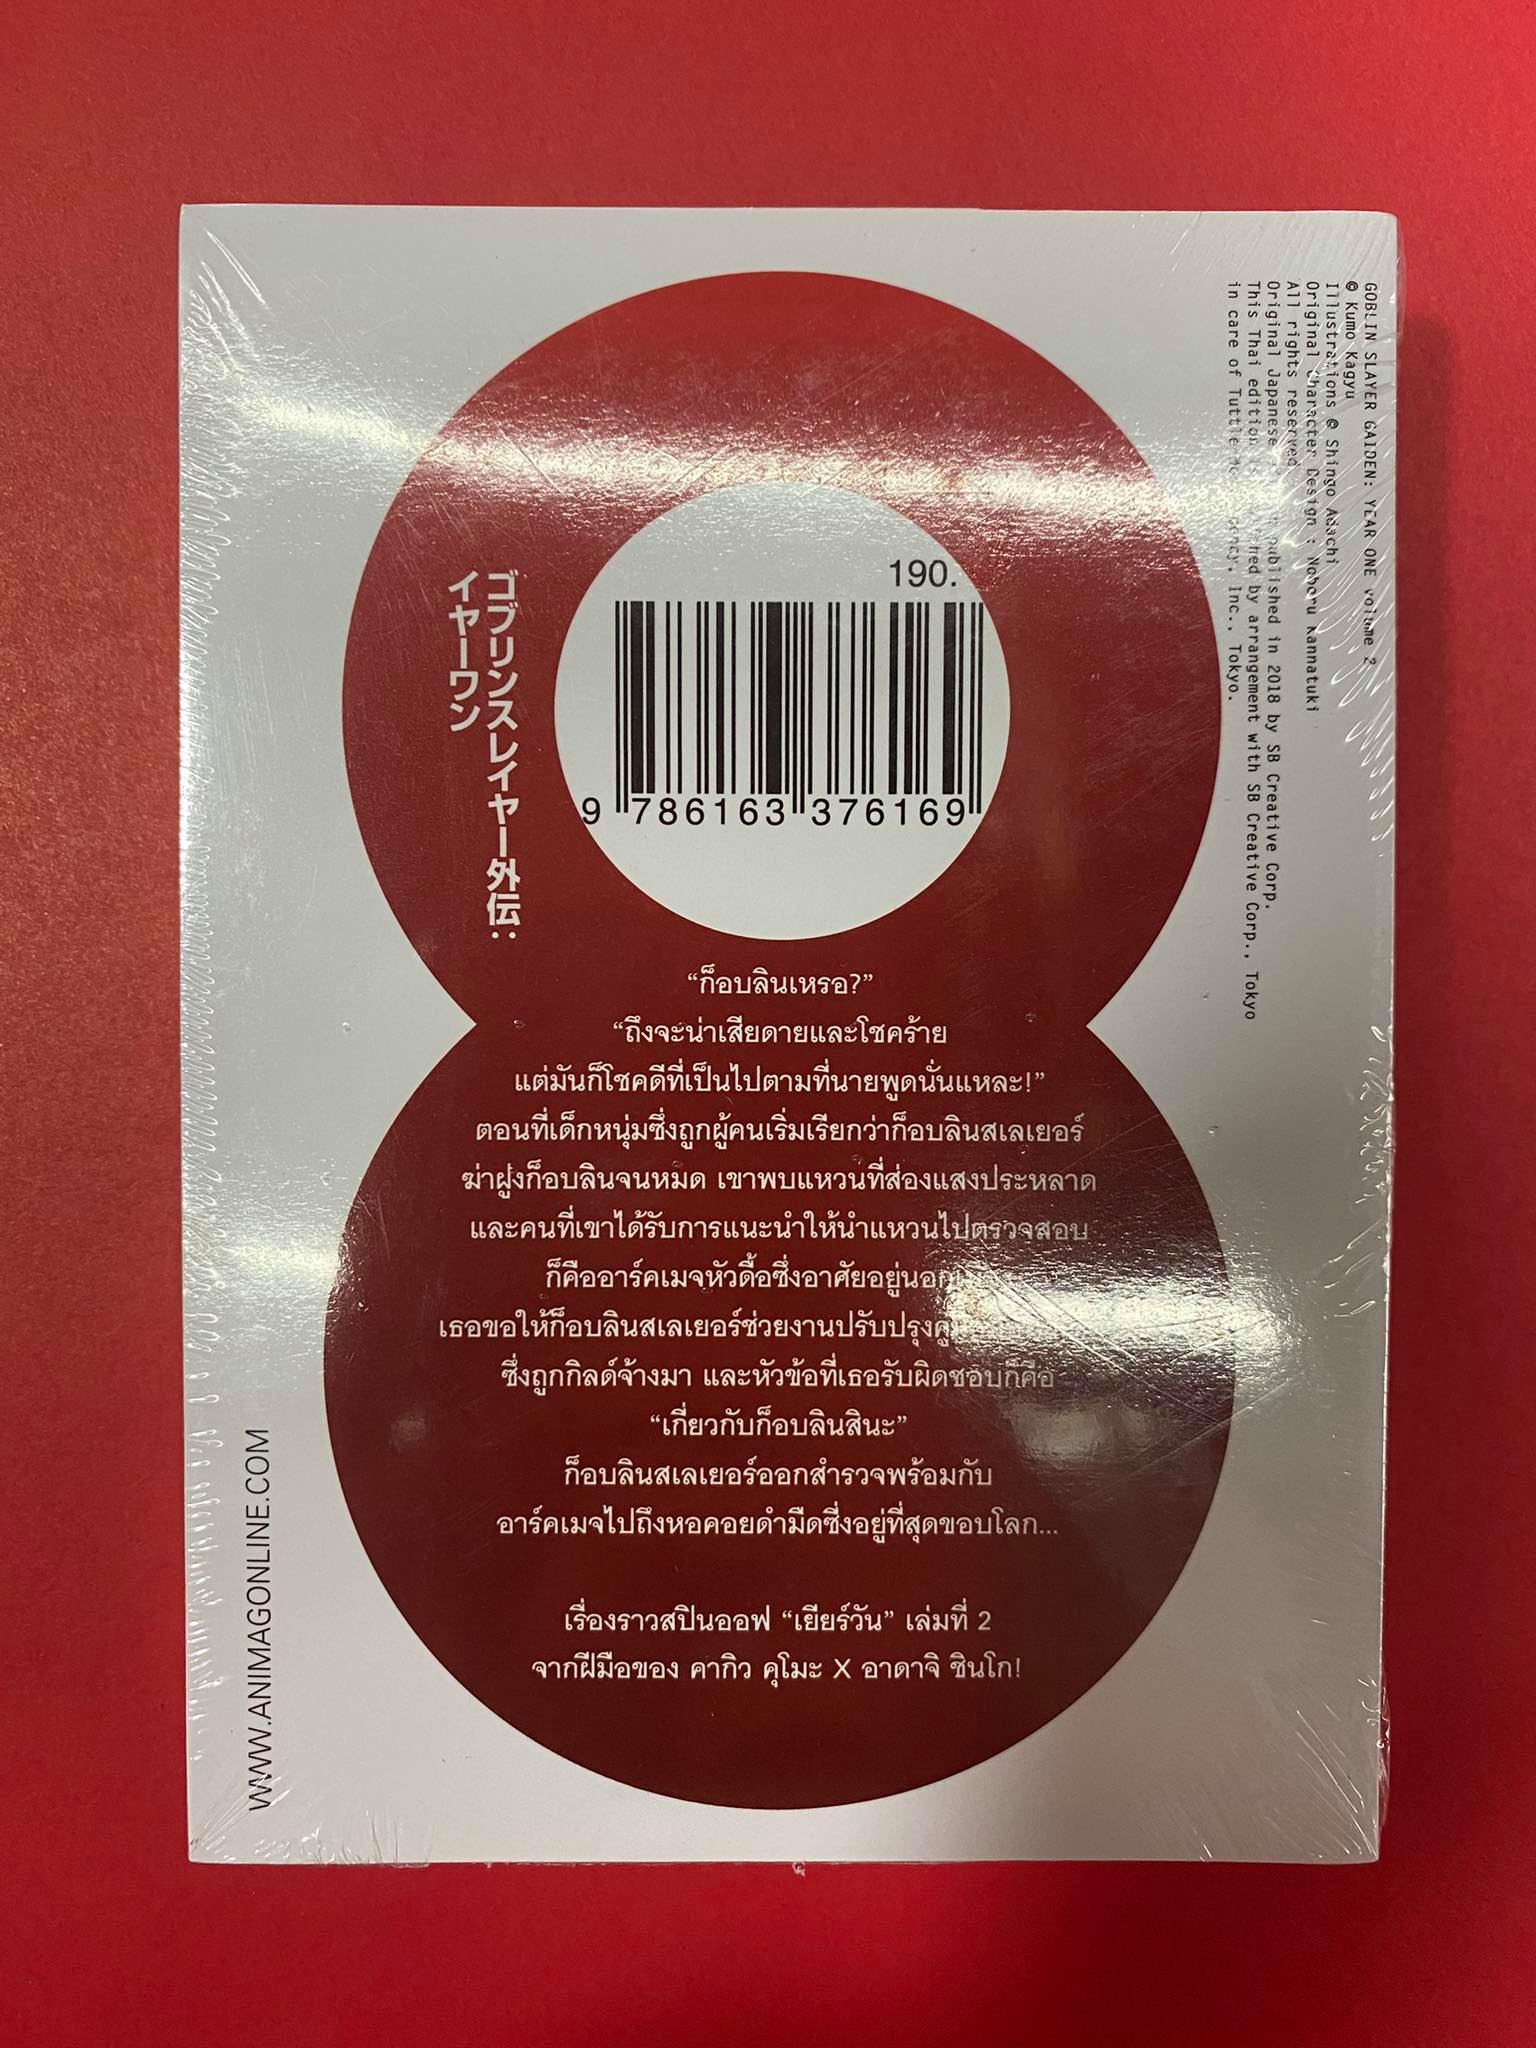 GOBLIN SLAYER GAIDEN: YEAR ONE volume 2
© Kumo Kagyu
Illustrations © Shingo Adachi
Original Character Design : Noboru Kannatuki
All rights reserved
Original Japanese published in 2018 by SB Creative Corp.
This Thai edition is by arrangement with SB Creative Corp., Tokyo
in care of Tuttle Inc., Tokyo.
ゴブリンスレイヤー外伝:
イヤーワン
190.
9 786163 376169
“ก็อบลินเหรอ?”
“ถึงจะน่าเสียดายและโชคร้าย
แต่มันก็โชคดีที่เป็นไปตามที่นายพูดนั่นแหละ!”
ตอนที่เด็กหนุ่มซึ่งถูกผู้คนเริ่มเรียกว่าก็อบลินสเลเยอร์
ฆ่าฝูงก็อบลินจนหมด เขาพบแหวนที่ส่องแสงประหลาด
และคนที่เขาได้รับการแนะนำให้นำแหวนไปตรวจสอบ
ก็คืออาร์คเมจหัวดื้อซึ่งอาศัยอยู่นอก
เธอขอให้ก็อบลินสเลเยอร์ช่วยงานปรับปรุง
ซึ่งถูกกิลด์จ้างมา และหัวข้อที่เธอรับผิดชอบก็คือ
“เกี่ยวกับก็อบลินสินะ”
ก็อบลินสเลเยอร์ออกสำรวจพร้อมกับ
อาร์คเมจไปถึงหอคอยดำมืดซึ่งอยู่ที่สุดขอบโลก...
เรื่องราวสปินออฟ “เยียร์วัน” เล่มที่ 2
จากฝีมือของ คากิว คุโมะ X อาดาจิ ชินโก!
WWW.ANIMAGONLINE.COM